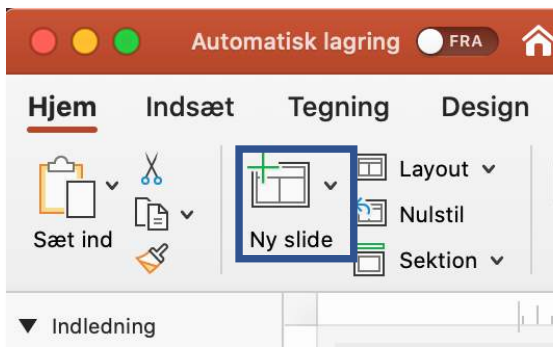 Automatisk lagring FRA
Hjem Indsæt Tegning Design
Sæt ind
Ny slide
Layout
Nulstil
Sektion
Indledning